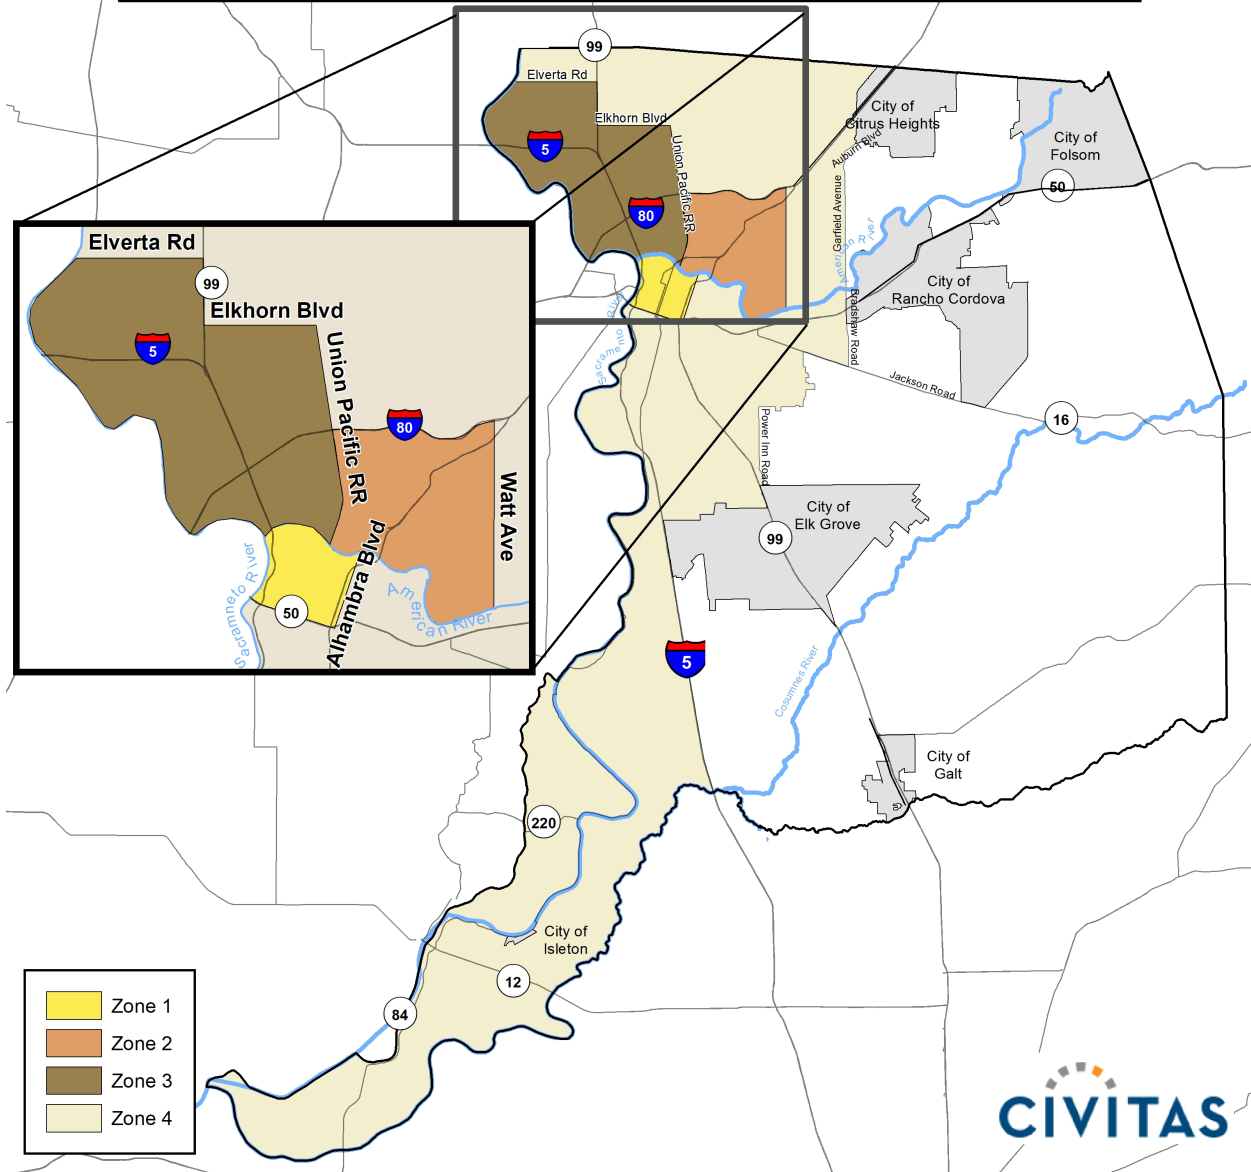 99
Elverta Rd
Elkhorn Blvd
5
80
Union Pacific RR
City of
Citrus Heights
Auburn Blvd
Garfield Avenue
American River
City of
Folsom
50
City of
Rancho Cordova
Bradshaw Road
Jackson Road
16
Elverta Rd
99
Elkhorn Blvd
5
Union Pacific RR
80
Watt Ave
Alhambra Blvd
50
Sacramneto River
American River
Sacramento River
Power Inn Road
City of
Elk Grove
99
5
Cosumnes River
City of
Galt
220
City of
Isleton
12
84
Zone 1
Zone 2
Zone 3
Zone 4
CIVITAS